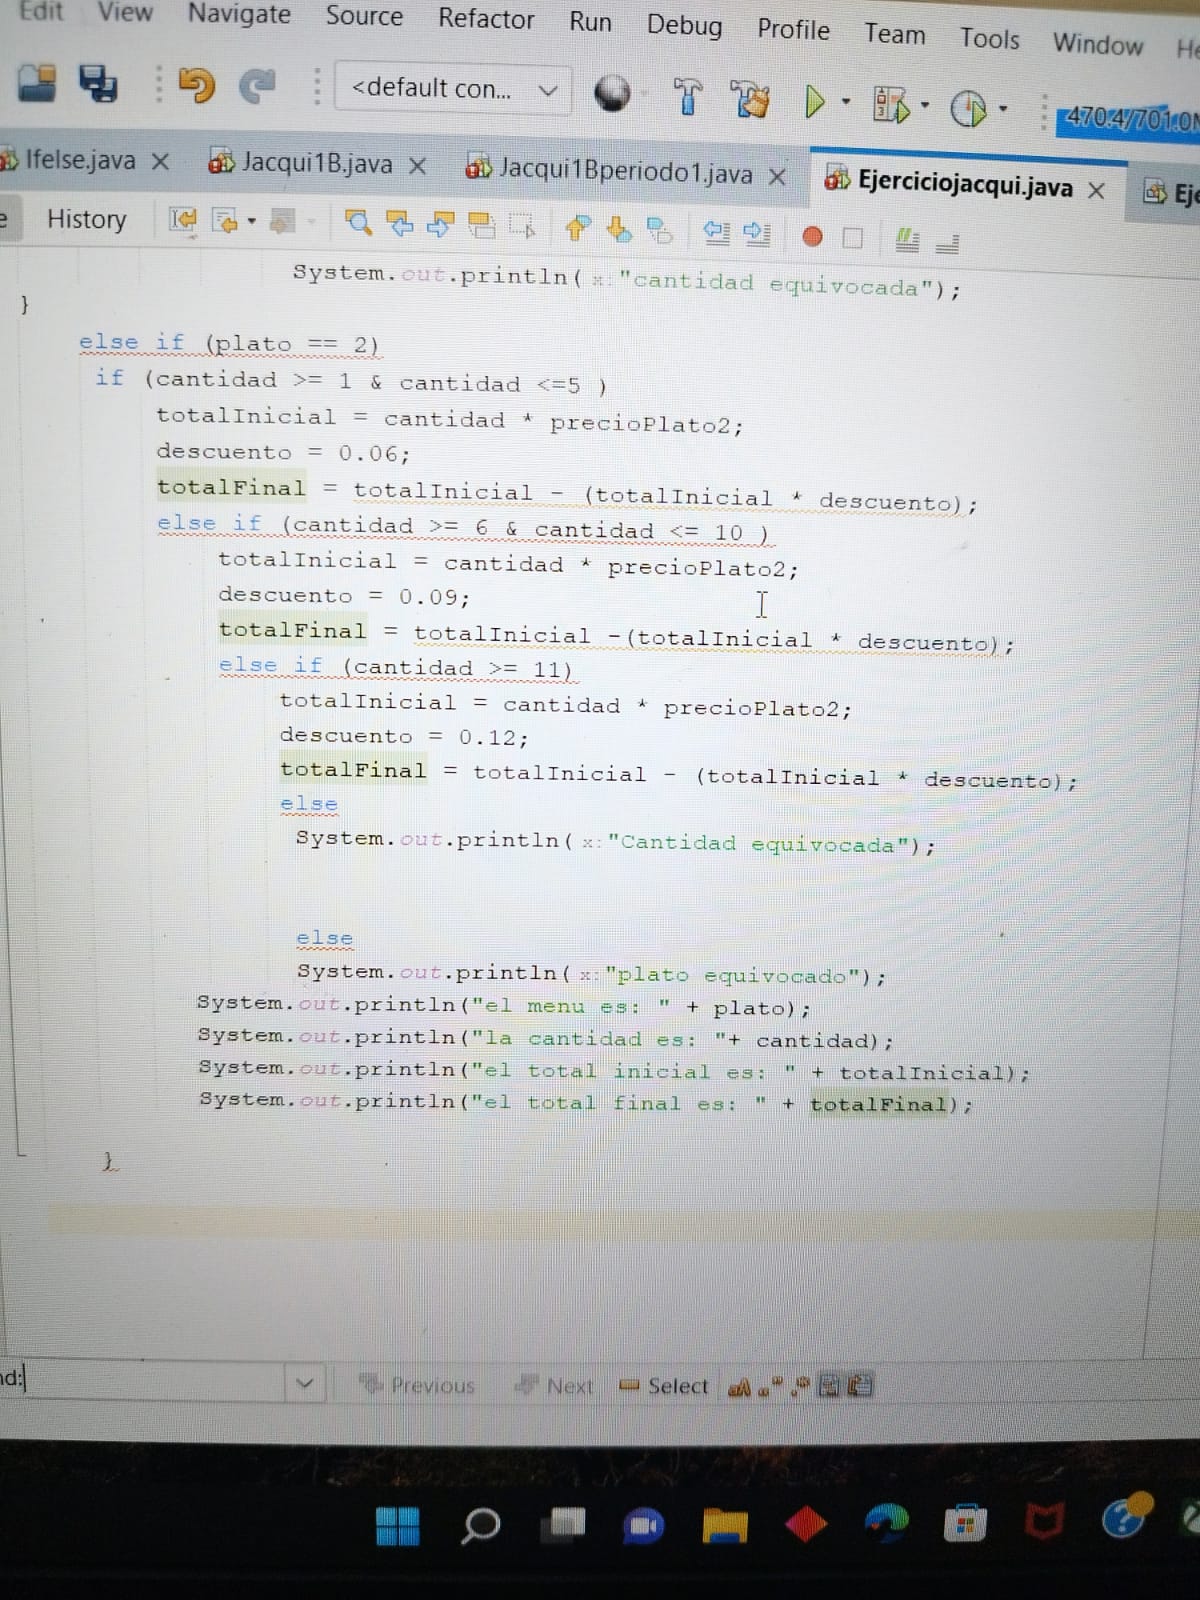 Edit View Navigate Source Refactor Run Debug Profile Team Tools Window He
<default con... 470.4/701.0M
Ifelse.java Jacqui1B.java Jacqui1Bperiodo1.java Ejerciciojacqui.java Eje
e History
System.out.println( x: "cantidad equivocada");
}
else if (plato == 2)
if (cantidad >= 1 & cantidad <=5 )
totalInicial = cantidad * precioPlato2;
descuento = 0.06;
totalFinal = totalInicial - (totalInicial * descuento);
else if (cantidad >= 6 & cantidad <= 10 )
totalInicial = cantidad * precioPlato2;
descuento = 0.09;
totalFinal = totalInicial -(totalInicial * descuento);
else if (cantidad >= 11)
totalInicial = cantidad * precioPlato2;
descuento = 0.12;
totalFinal = totalInicial - (totalInicial * descuento);
else
System.out.println( x: "Cantidad equivocada");
else
System.out.println( x: "plato equivocado");
System.out.println("el menu es: " + plato);
System.out.println("la cantidad es: "+ cantidad);
System.out.println("el total inicial es: " + totalInicial);
System.out.println("el total final es: " + totalFinal);
}
nd: Previous Next Select